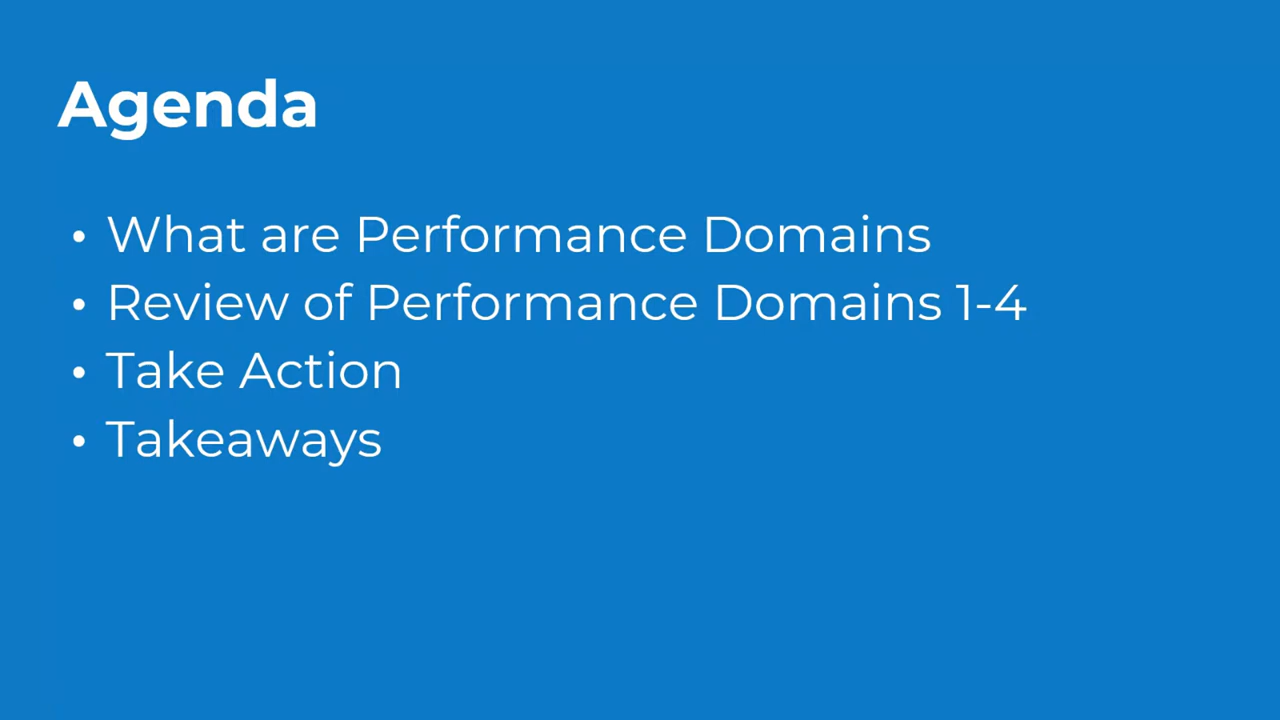 Agenda
• What are Performance Domains
• Review of Performance Domains 1-4
• Take Action
• Takeaways